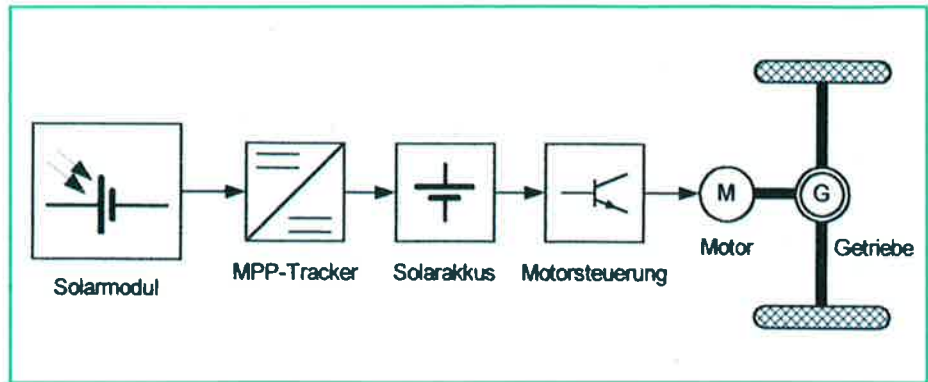 M
G
Solarmodul
MPP-Tracker
Solarakkus
Motorsteuerung
Motor
Getriebe